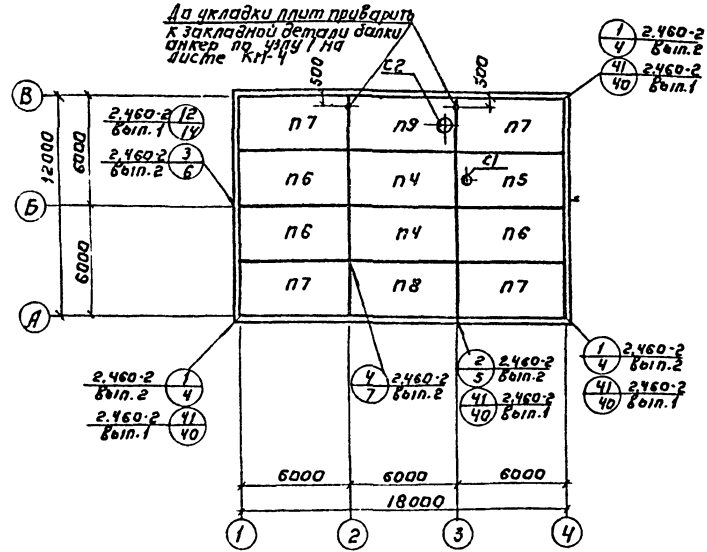 До укладки плит приварить
к закладной детали балки
анкер по узлу 1 на
листе КН-4
500
С2
500
1
4
2.460-2
Вып.2
41
40
2.460-2
Вып.1
В
2.460-2
Вып.1
12
14
2.460-2
Вып.2
3
6
12000
6000
6000
Б
А
п7
п9
п7
С1
п6
п4
п5
п6
п4
п6
п7
п8
п7
2.460-2
Вып.2
1
4
2.460-2
Вып.1
41
40
4
7
2.460-2
Вып.2
2
5
2.460-2
Вып.2
41
40
2.460-2
Вып.1
1
4
2.460-2
Вып.2
41
40
2.460-2
Вып.1
6000
6000
6000
18000
1
2
3
4